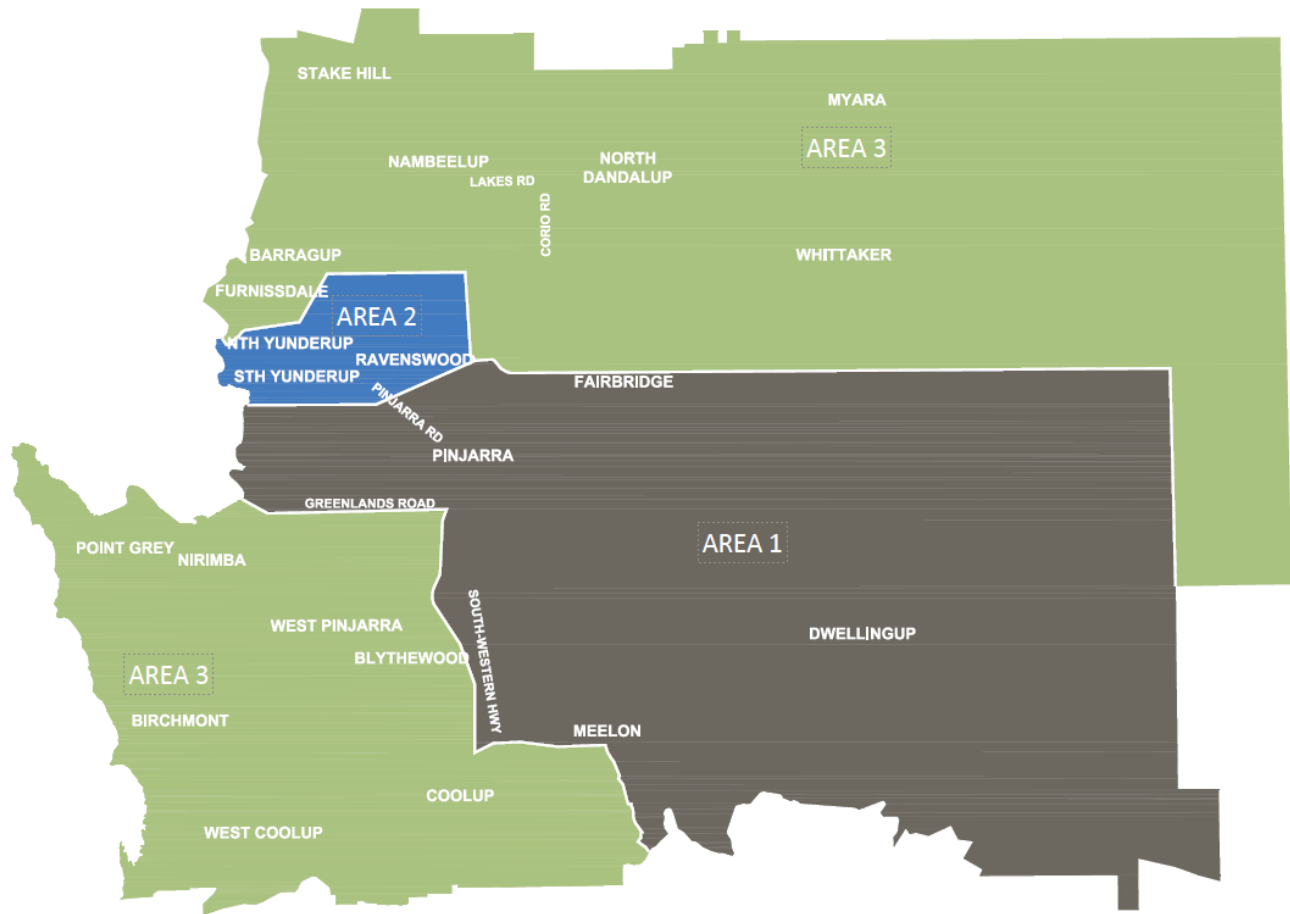 STAKE HILL
MYARA
AREA 3
NAMBEELUP
NORTH
DANDALUP
LAKES RD
CORIO RD
BARRAGUP
WHITTAKER
FURNISSDALE
AREA 2
NTH YUNDERUP
RAVENSWOOD
STH YUNDERUP
FAIRBRIDGE
PINJARRA RD
PINJARRA
GREENLANDS ROAD
AREA 1
POINT GREY
NIRIMBA
WEST PINJARRA
SOUTH-WESTERN HWY
DWELLINGUP
BLYTHEWOOD
AREA 3
BIRCHMONT
MEELON
COOLUP
WEST COOLUP